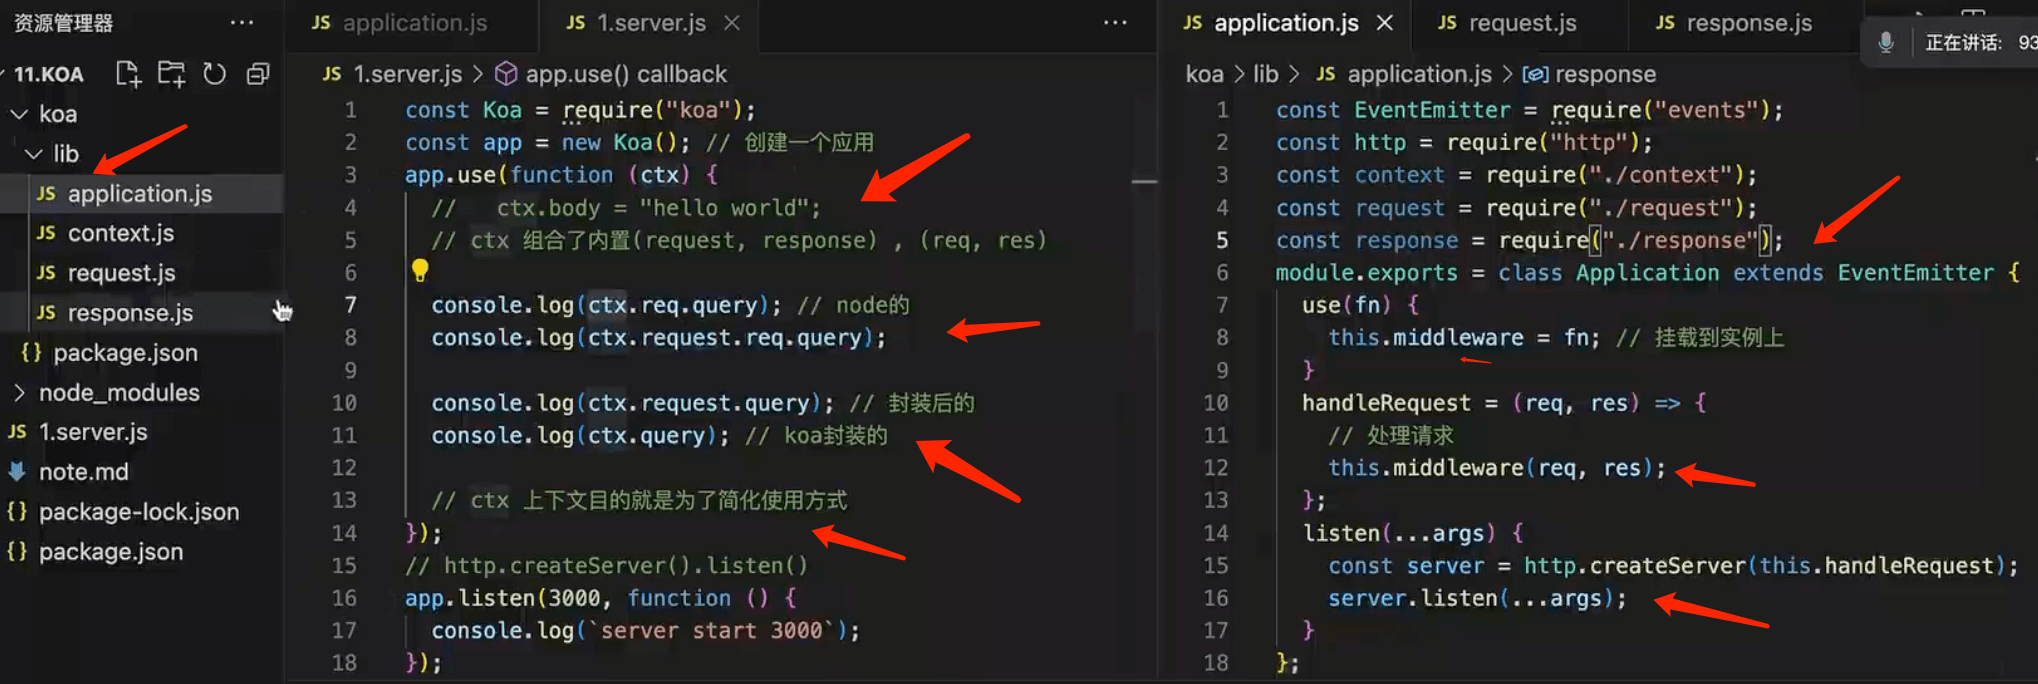 资源管理器 ...
11.KOA
koa
lib
JS application.js
JS context.js
JS request.js
JS response.js
{} package.json
node_modules
JS 1.server.js
note.md
{} package-lock.json
{} package.json
JS application.js JS 1.server.js ...
JS 1.server.js > app.use() callback
1 const Koa = require("koa");
2 const app = new Koa(); // 创建一个应用
3 app.use(function (ctx) {
4 //   ctx.body = "hello world";
5 // ctx 组合了内置(request, response) , (req, res)
6
7 console.log(ctx.req.query); // node的
8 console.log(ctx.request.req.query);
9
10 console.log(ctx.request.query); // 封装后的
11 console.log(ctx.query); // koa封装的
12
13 // ctx 上下文目的就是为了简化使用方式
14 });
15 // http.createServer().listen()
16 app.listen(3000, function () {
17 console.log(`server start 3000`);
18 });
JS application.js JS request.js JS response.js
正在讲话: 93
koa > lib > JS application.js > response
1 const EventEmitter = require("events");
2 const http = require("http");
3 const context = require("./context");
4 const request = require("./request");
5 const response = require("./response");
6 module.exports = class Application extends EventEmitter {
7 use(fn) {
8 this.middleware = fn; // 挂载到实例上
9 }
10 handleRequest = (req, res) => {
11 // 处理请求
12 this.middleware(req, res);
13 };
14 listen(...args) {
15 const server = http.createServer(this.handleRequest);
16 server.listen(...args);
17 }
18 };